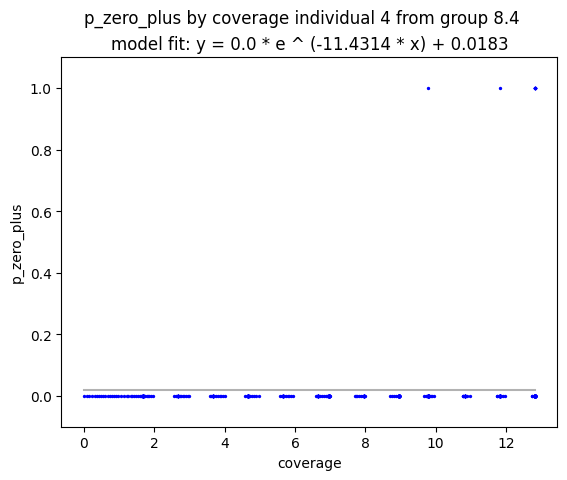 p_zero_plus by coverage individual 4 from group 8.4
model fit: y = 0.0 * e ^ (-11.4314 * x) + 0.0183
1.0
0.8
0.6
0.4
0.2
0.0
p_zero_plus
0 2 4 6 8 10 12
coverage